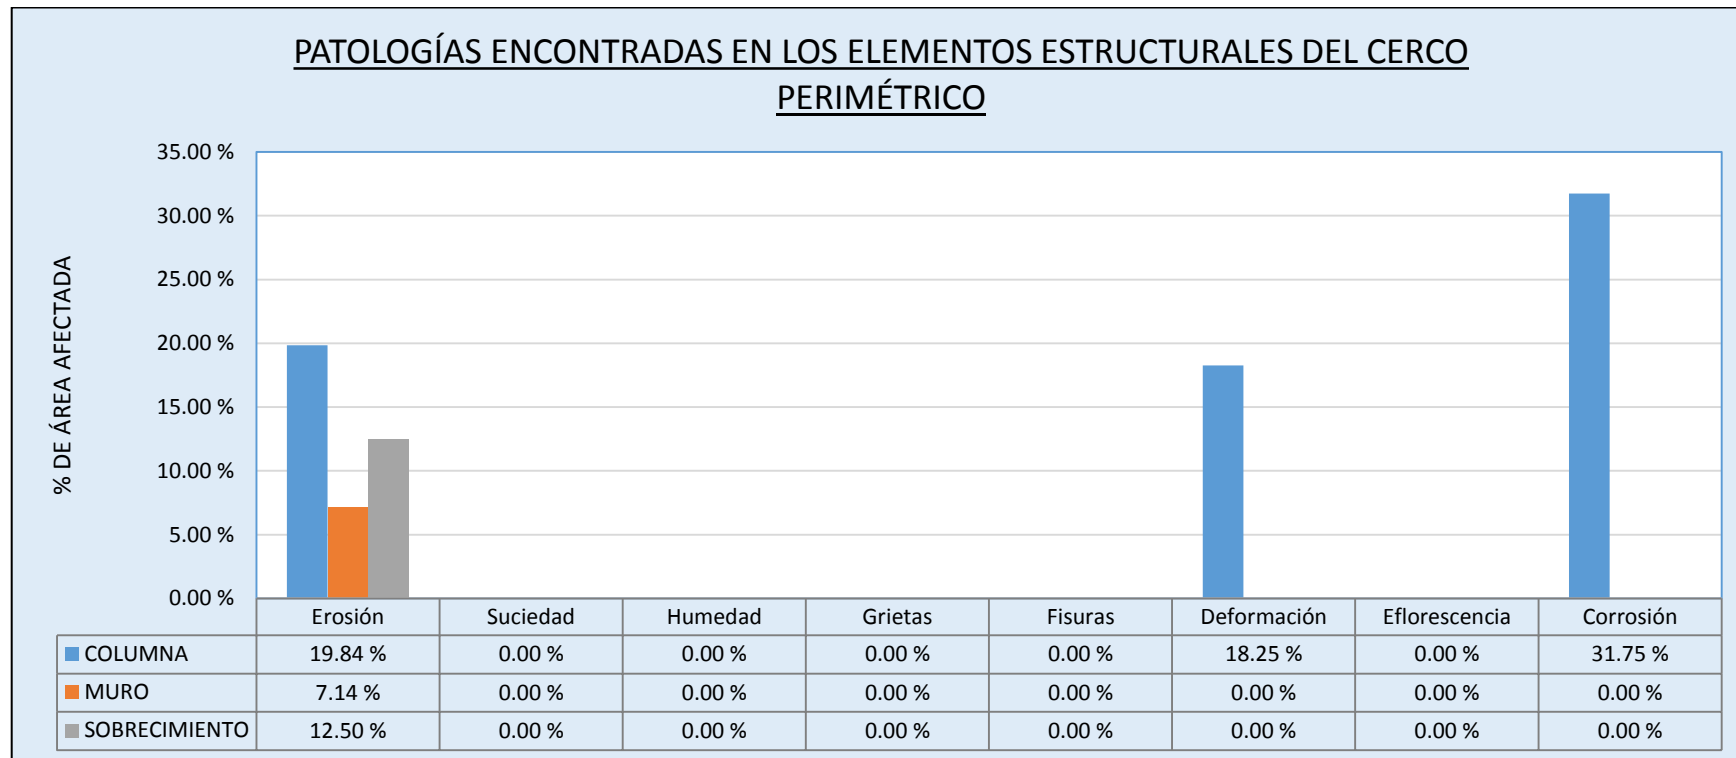 PATOLOGÍAS ENCONTRADAS EN LOS ELEMENTOS ESTRUCTURALES DEL CERCO
PERIMÉTRICO
% DE ÁREA AFECTADA
35.00 %
30.00 %
25.00 %
20.00 %
15.00 %
10.00 %
5.00 %
0.00 %
Erosión Suciedad Humedad Grietas Fisuras Deformación Eflorescencia Corrosión
COLUMNA 19.84 % 0.00 % 0.00 % 0.00 % 0.00 % 18.25 % 0.00 % 31.75 %
MURO 7.14 % 0.00 % 0.00 % 0.00 % 0.00 % 0.00 % 0.00 % 0.00 %
SOBRECIMIENTO 12.50 % 0.00 % 0.00 % 0.00 % 0.00 % 0.00 % 0.00 % 0.00 %